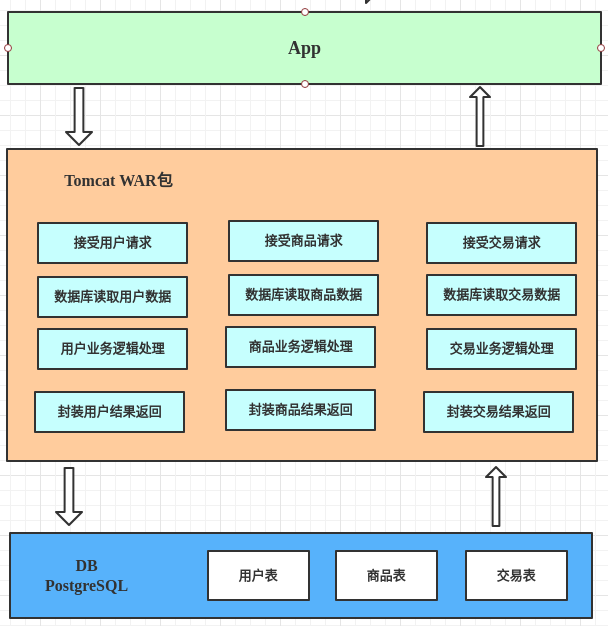 App
Tomcat WAR包
接受用户请求
接受商品请求
接受交易请求
数据库读取用户数据
数据库读取商品数据
数据库读取交易数据
用户业务逻辑处理
商品业务逻辑处理
交易业务逻辑处理
封装用户结果返回
封装商品结果返回
封装交易结果返回
DB
PostgreSQL
用户表
商品表
交易表